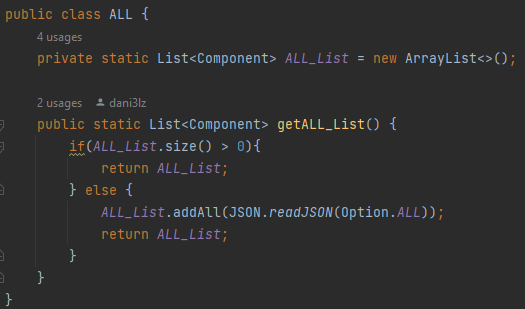 public class ALL {
4 usages
private static List<Component> ALL_List = new ArrayList<>();
2 usages dani3lz
public static List<Component> getALL_List() {
if(ALL_List.size() > 0){
return ALL_List;
} else {
ALL_List.addAll(JSON.readJSON(Option.ALL));
return ALL_List;
}
}
}